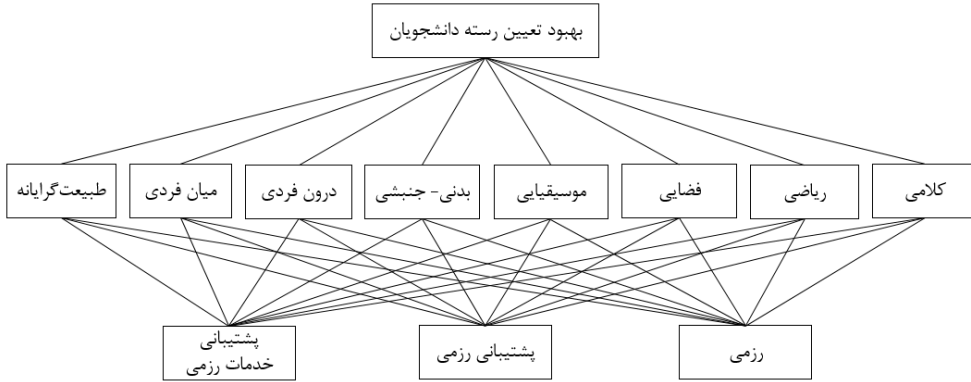 بهبود تعیین رسته دانشجویان
کلامی
ریاضی
فضایی
موسیقیایی
بدنی- جنبشی
درون فردی
میان فردی
طبیعت‌گرایانه
رزمی
پشتیبانی رزمی
پشتیبانی
خدمات رزمی